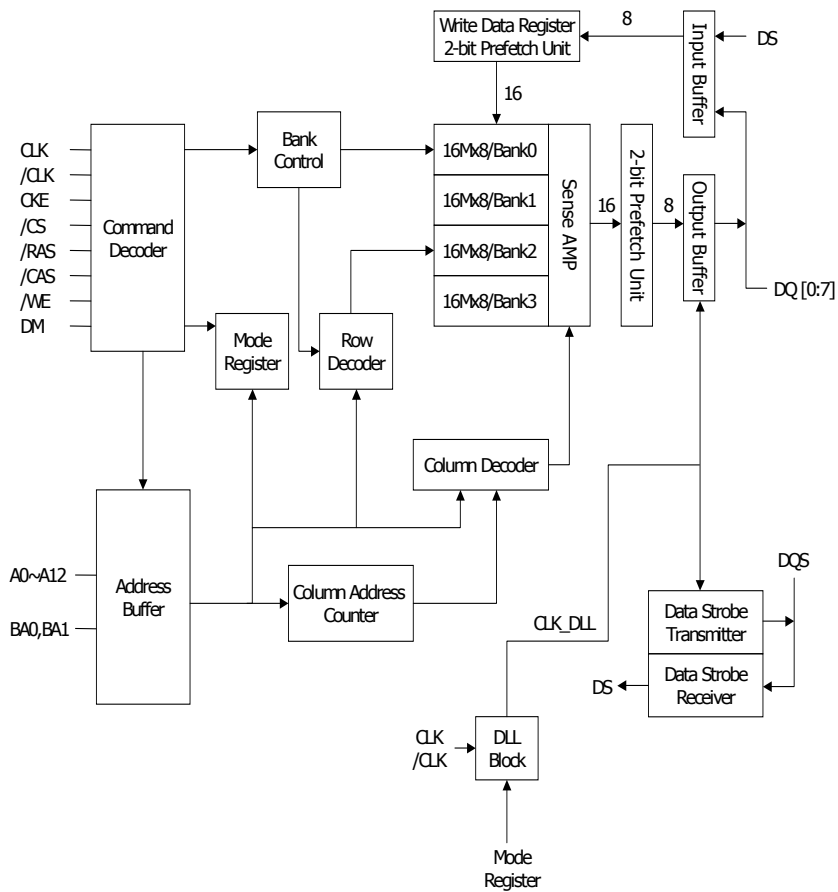 Write Data Register
2-bit Prefetch Unit
8
Input Buffer
DS
16
Bank
Control
16Mx8/Bank0
16Mx8/Bank1
16Mx8/Bank2
16Mx8/Bank3
Sense AMP
16
2-bit Prefetch Unit
8
Output Buffer
DQ [0:7]
CLK
/CLK
CKE
/CS
/RAS
/CAS
/WE
DM
Command
Decoder
Mode
Register
Row
Decoder
Column Decoder
A0~A12
BA0,BA1
Address
Buffer
Column Address
Counter
CLK_DLL
DQS
Data Strobe
Transmitter
Data Strobe
Receiver
DS
CLK
/CLK
DLL
Block
Mode
Register